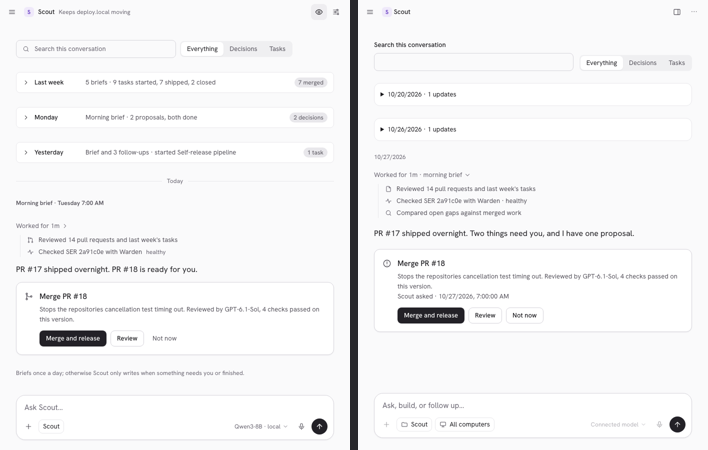 Scout Keeps deploy.local moving
Search this conversation
Everything Decisions Tasks
Last week 5 briefs · 9 tasks started, 7 shipped, 2 closed 7 merged
Monday Morning brief · 2 proposals, both done 2 decisions
Yesterday Brief and 3 follow-ups · started Self-release pipeline 1 task
Today
Morning brief · Tuesday 7:00 AM
Worked for 1m
Reviewed 14 pull requests and last week's tasks
Checked SER 2a91c0e with Warden healthy
PR #17 shipped overnight. PR #18 is ready for you.
Merge PR #18
Stops the repositories cancellation test timing out. Reviewed by GPT-6.1-Sol, 4 checks passed on
this version.
Merge and release Review Not now
Briefs once a day; otherwise Scout only writes when something needs you or finished.
Ask Scout...
Scout Qwen3-8B · local
S Scout
Search this conversation
Everything Decisions Tasks
10/20/2026 · 1 updates
10/26/2026 · 1 updates
10/27/2026
Worked for 1m · morning brief
Reviewed 14 pull requests and last week's tasks
Checked SER 2a91c0e with Warden · healthy
Compared open gaps against merged work
PR #17 shipped overnight. Two things need you, and I have one proposal.
Merge PR #18
Stops the repositories cancellation test timing out. Reviewed by GPT-6.1-Sol, 4 checks passed on
this version.
Scout asked · 10/27/2026, 7:00:00 AM
Merge and release Review Not now
Ask, build, or follow up...
Scout All computers Connected model